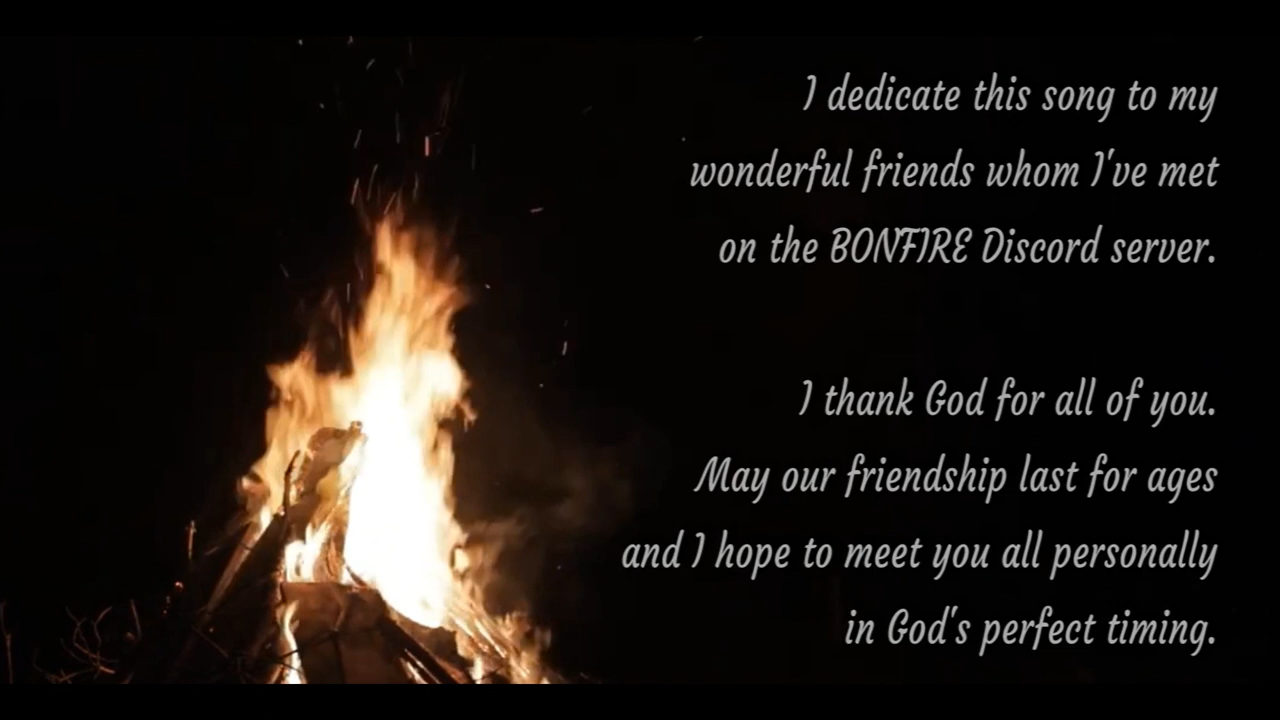 I dedicate this song to my
wonderful friends whom I've met
on the BONFIRE Discord server.
I thank God for all of you.
May our friendship last for ages
and I hope to meet you all personally
in God's perfect timing.